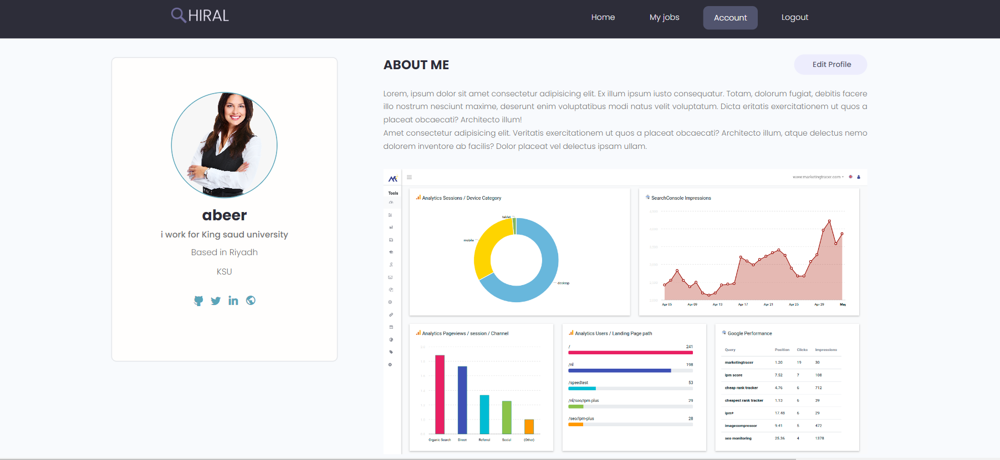 HIRAL
Home
My jobs
Account
Logout
abeer
i work for King saud university
Based in Riyadh
KSU
ABOUT ME
Edit Profile
Lorem, ipsum dolor sit amet consectetur adipisicing elit. Ex illum ipsum iusto consequatur. Totam, dolorum fugiat, debitis facere
illo nostrum nesciunt maxime, deserunt enim voluptatibus modi natus velit voluptatum. Dicta eritatis exercitationem ut quos a
placeat obcaecati? Architecto illum!
Amet consectetur adipisicing elit. Veritatis exercitationem ut quos a placeat obcaecati? Architecto illum, atque delectus nemo
dolorem inventore ab facilis? Dolor placeat vel delectus ipsam ullam.
www.marketingtracer.com
Tools
Analytics Sessions / Device Category
tablet
mobile
desktop
SearchConsole Impressions
Apr 05 Apr 09 Apr 13 Apr 17 Apr 21 Apr 25 Apr 29 May
Analytics Pageviews / session / Channel
Organic Search Direct Referral Social (Other)
Analytics Users / Landing Page path
/ 241
/nl 198
/speedtest 53
/nl/seo/ipm-plus 29
/seo/ipm-plus 28
Google Performance
Query Position Clicks Impressions
marketingtracer 1.20 19 30
ipm score 7.52 7 108
cheap rank tracker 4.76 6 712
cheapest rank tracker 1.13 6 39
ipm+ 17.48 6 29
imagecompressor 9.41 5 472
seo monitoring 25.36 4 1378